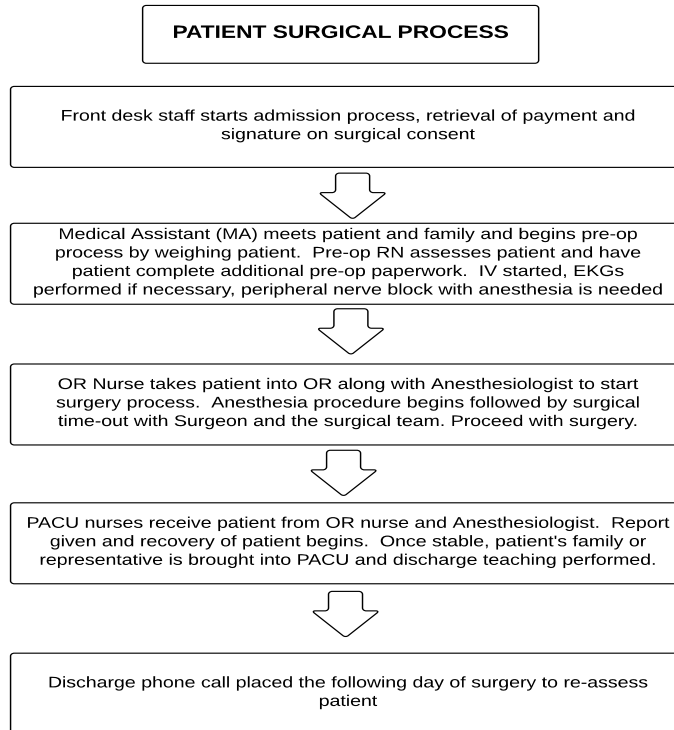 PATIENT SURGICAL PROCESS
Front desk staff starts admission process, retrieval of payment and
signature on surgical consent
Medical Assistant (MA) meets patient and family and begins pre-op
process by weighing patient.  Pre-op RN assesses patient and have
patient complete additional pre-op paperwork.  IV started, EKGs
performed if necessary, peripheral nerve block with anesthesia is needed
OR Nurse takes patient into OR along with Anesthesiologist to start
surgery process.  Anesthesia procedure begins followed by surgical
time-out with Surgeon and the surgical team. Proceed with surgery.
PACU nurses receive patient from OR nurse and Anesthesiologist.  Report
given and recovery of patient begins.  Once stable, patient's family or
representative is brought into PACU and discharge teaching performed.
Discharge phone call placed the following day of surgery to re-assess
patient